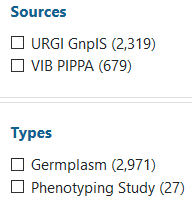 Sources
URGI GnpIS (2,319)
VIB PIPPA (679)
Types
Germplasm (2,971)
Phenotyping Study (27)